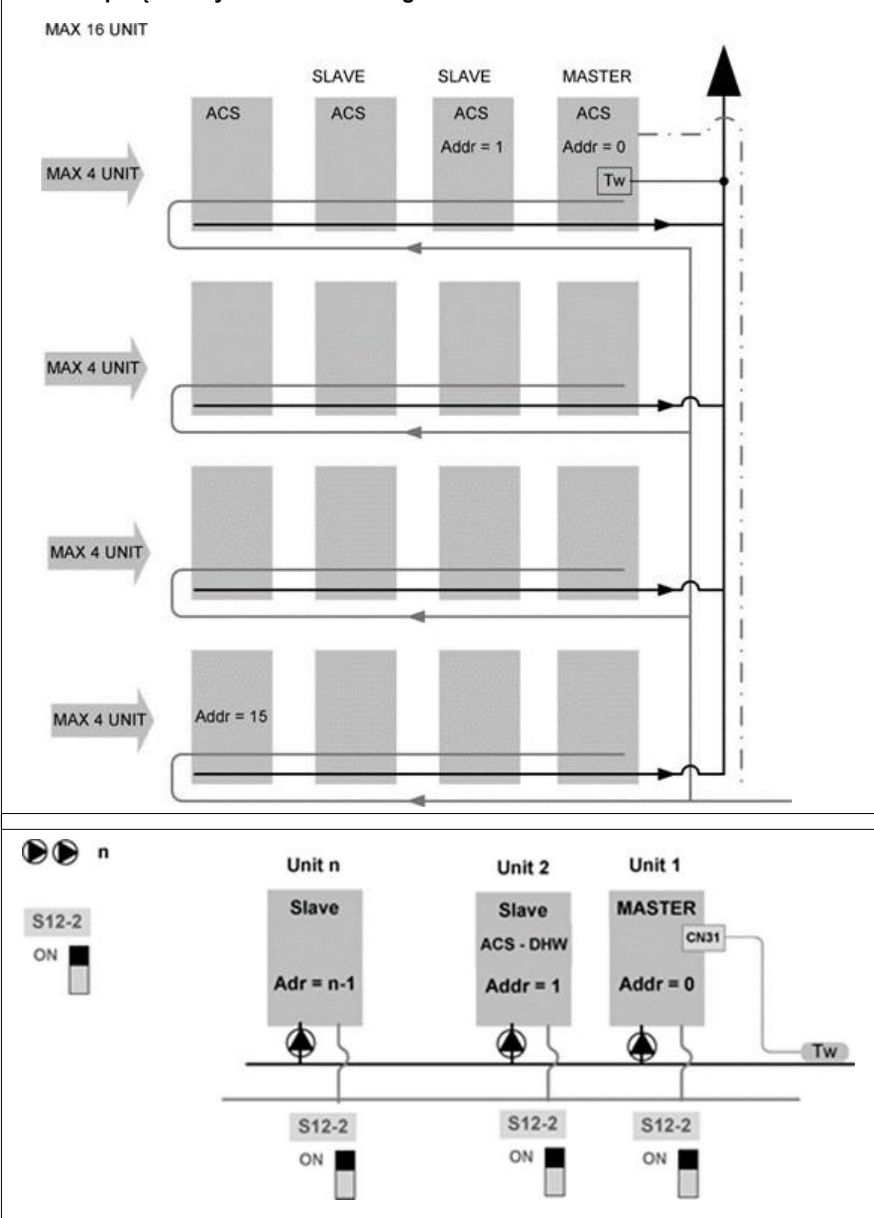 MAX 16 UNIT
SLAVE SLAVE MASTER
ACS ACS ACS ACS
Addr = 1 Addr = 0
MAX 4 UNIT
Tw
MAX 4 UNIT
MAX 4 UNIT
MAX 4 UNIT
Addr = 15
n
Unit n Unit 2 Unit 1
Slave Slave MASTER
S12-2
ACS - DHW CN31
ON
Adr = n-1 Addr = 1 Addr = 0
Tw
S12-2 S12-2 S12-2
ON ON ON